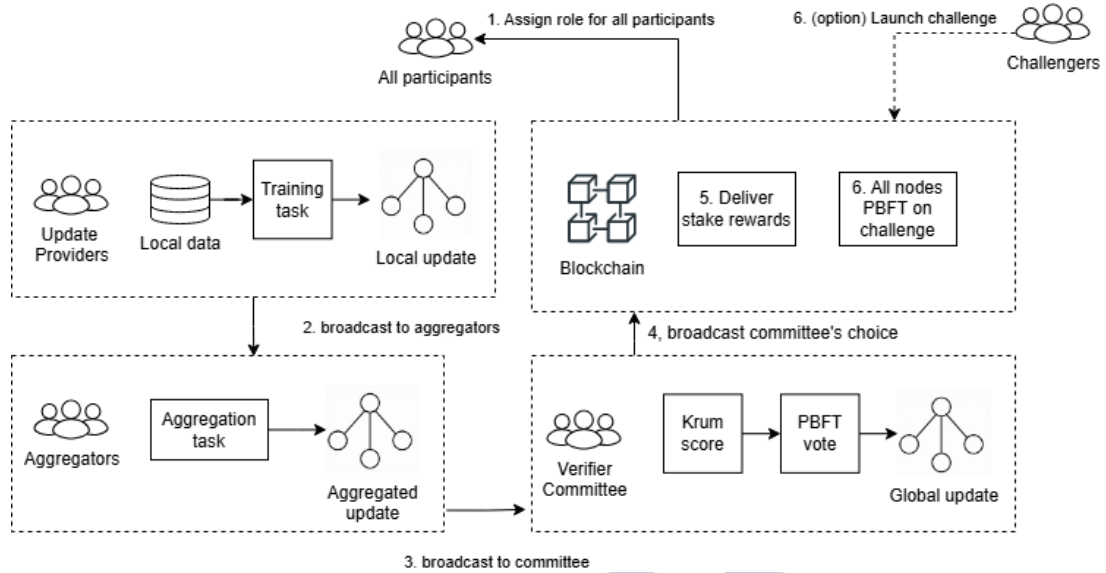 1. Assign role for all participants
6. (option) Launch challenge
All participants
Challengers
Update
Providers
Local data
Training
task
Local update
Blockchain
5. Deliver
stake rewards
6. All nodes
PBFT on
challenge
2. broadcast to aggregators
4, broadcast committee's choice
Aggregators
Aggregation
task
Aggregated
update
Verifier
Committee
Krum
score
PBFT
vote
Global update
3. broadcast to committee